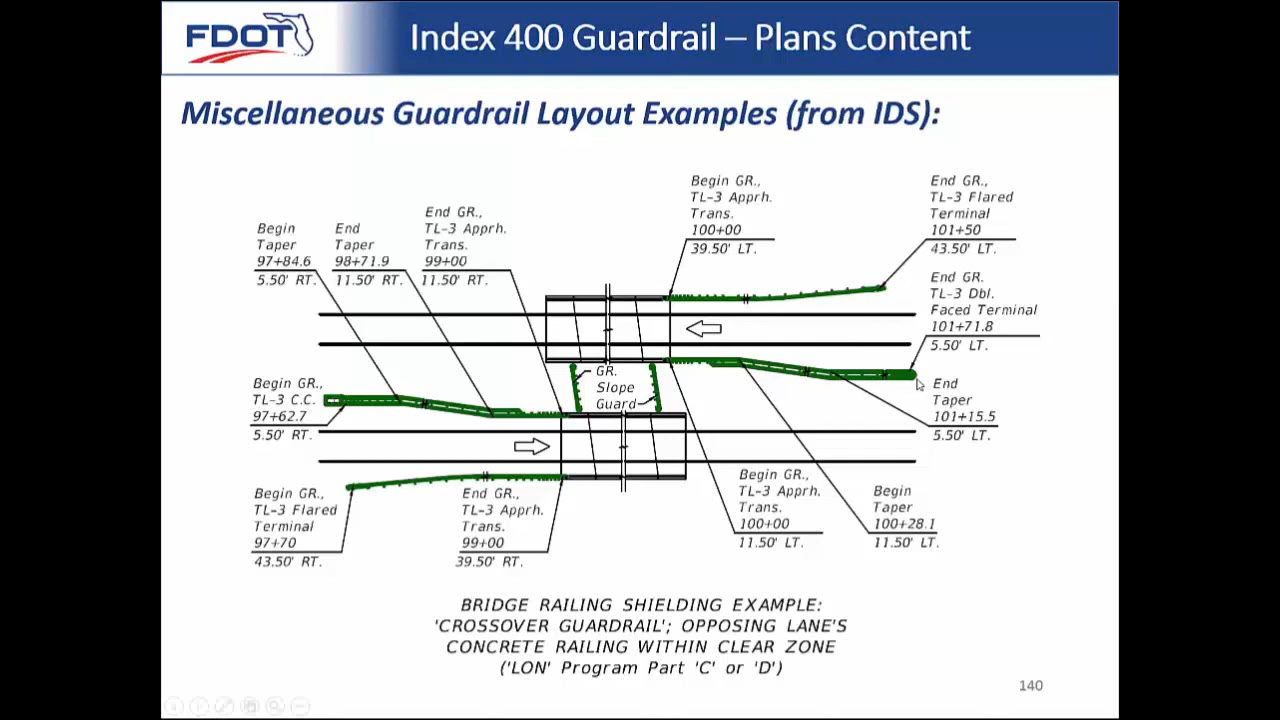 FDOT
Index 400 Guardrail – Plans Content
Miscellaneous Guardrail Layout Examples (from IDS):
Begin
Taper
97+84.6
5.50' RT.
End
Taper
98+71.9
11.50' RT.
End GR.,
TL-3 Apprh.
Trans.
99+00
11.50' RT.
Begin GR.,
TL-3 Apprh.
Trans.
100+00
39.50' LT.
End GR.,
TL-3 Flared
Terminal
101+50
43.50' LT.
End GR.
TL-3 Dbl.
Faced Terminal
101+71.8
5.50' LT.
GR.
Slope
Guard
Begin GR.,
TL-3 C.C.
97+62.7
5.50' RT.
End
Taper
101+15.5
5.50' LT.
Begin GR.,
TL-3 Flared
Terminal
97+70
43.50' RT.
End GR.,
TL-3 Apprh.
Trans.
99+00
39.50' RT.
Begin GR.,
TL-3 Apprh.
Trans.
100+00
11.50' LT.
Begin
Taper
100+28.1
11.50' LT.
BRIDGE RAILING SHIELDING EXAMPLE:
'CROSSOVER GUARDRAIL'; OPPOSING LANE'S
CONCRETE RAILING WITHIN CLEAR ZONE
('LON' Program Part 'C' or 'D')
140